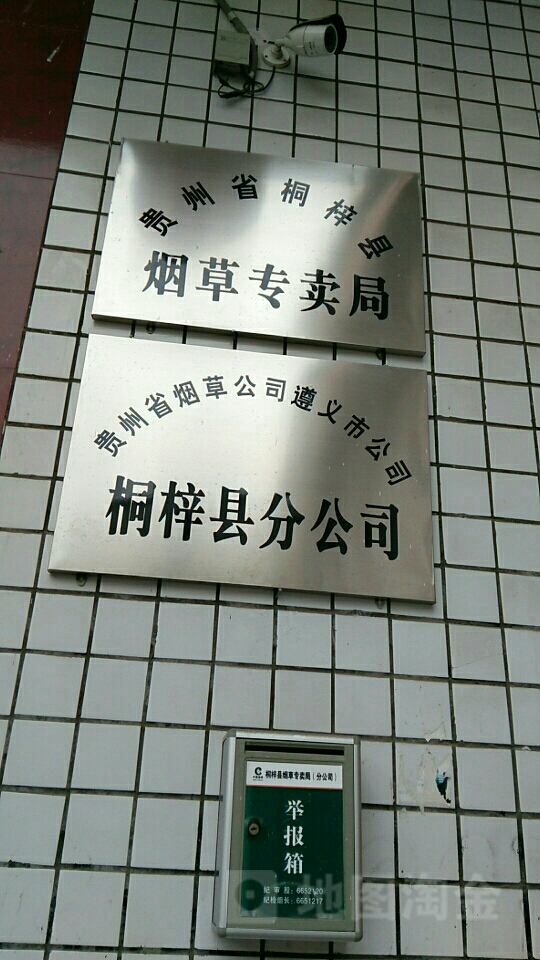 贵州省桐梓县
烟草专卖局
贵州省烟草公司遵义市公司
桐梓县分公司
桐梓县烟草专卖局(分公司)
举报箱
纪审股:6652120
纪检组长:6651217
地图淘金